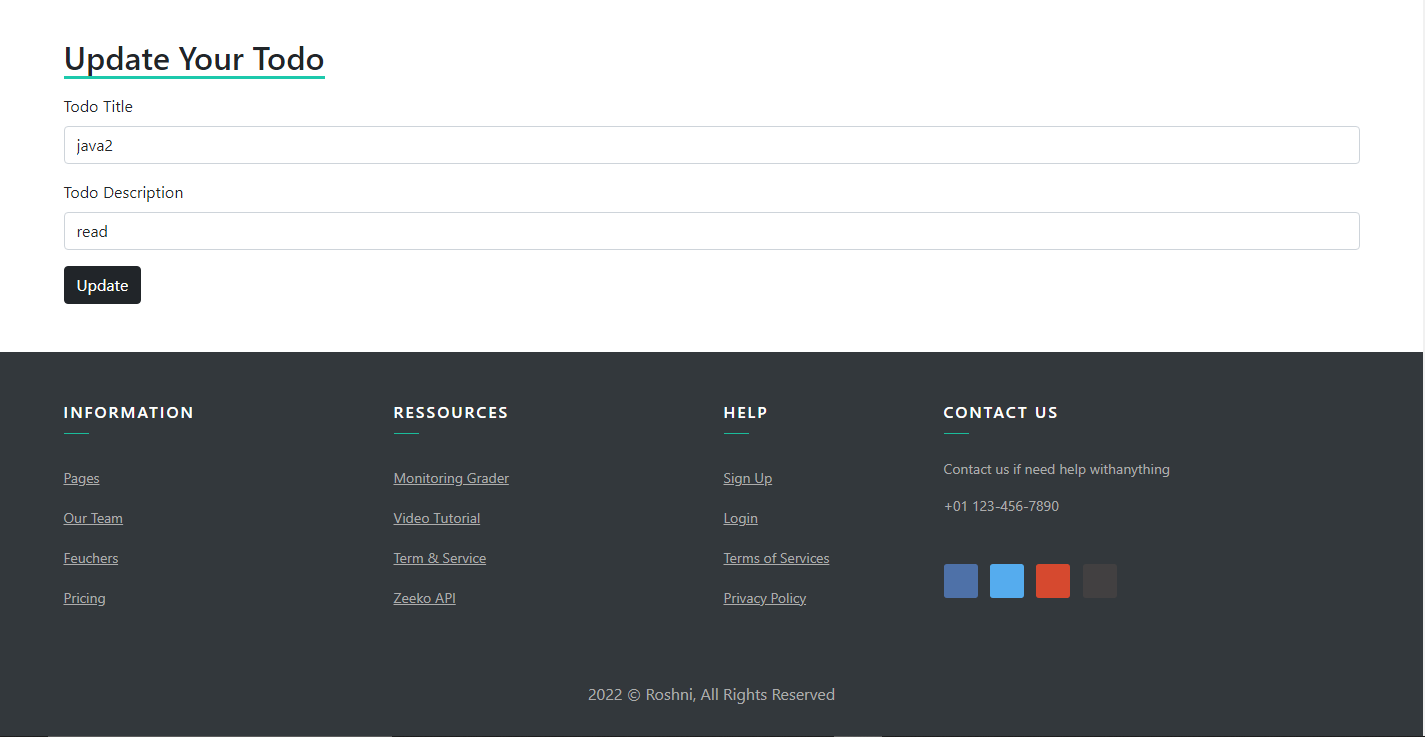 Update Your Todo
Todo Title
java2
Todo Description
read
Update
INFORMATION
Pages
Our Team
Feuchers
Pricing
RESSOURCES
Monitoring Grader
Video Tutorial
Term & Service
Zeeko API
HELP
Sign Up
Login
Terms of Services
Privacy Policy
CONTACT US
Contact us if need help withanything
+01 123-456-7890
2022 © Roshni, All Rights Reserved